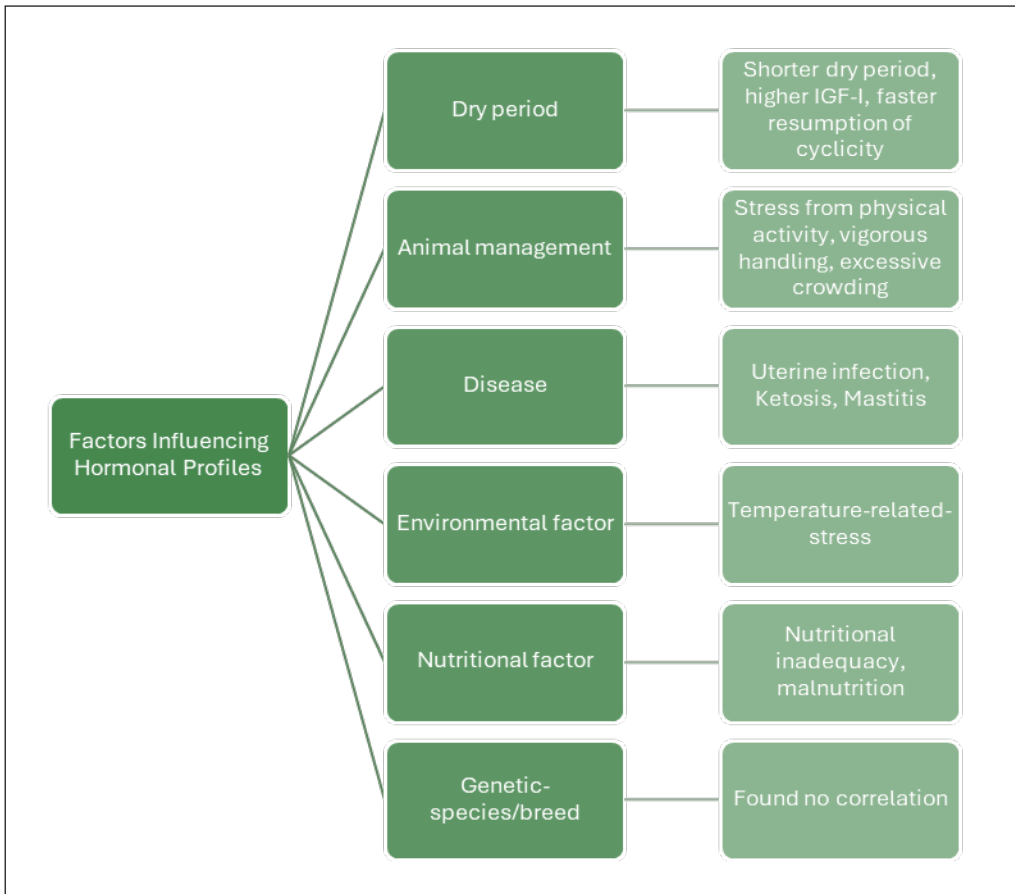 Factors Influencing
Hormonal Profiles
Dry period
Shorter dry period,
higher IGF-I, faster
resumption of
cyclicity
Animal management
Stress from physical
activity, vigorous
handling, excessive
crowding
Disease
Uterine infection,
Ketosis, Mastitis
Environmental factor
Temperature-related-
stress
Nutritional factor
Nutritional
inadequacy,
malnutrition
Genetic-
species/breed
Found no correlation